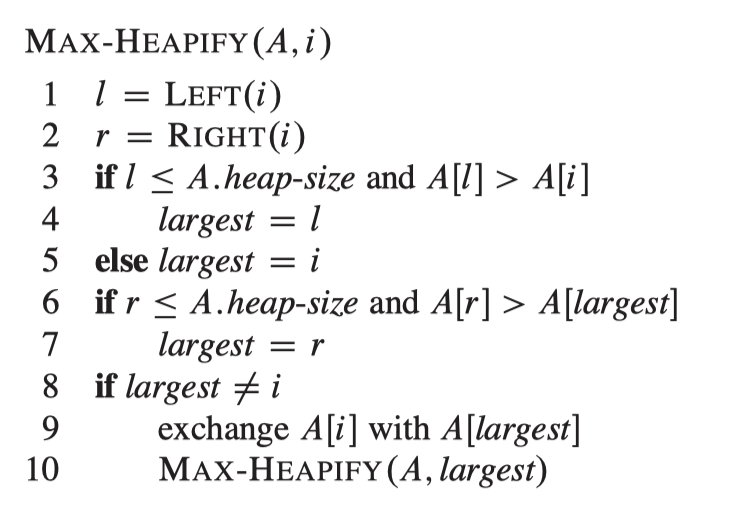 MAX-HEAPIFY(A, i)
1 l = LEFT(i)
2 r = RIGHT(i)
3 if l ≤ A.heap-size and A[l] > A[i]
4 largest = l
5 else largest = i
6 if r ≤ A.heap-size and A[r] > A[largest]
7 largest = r
8 if largest ≠ i
9 exchange A[i] with A[largest]
10 MAX-HEAPIFY(A, largest)